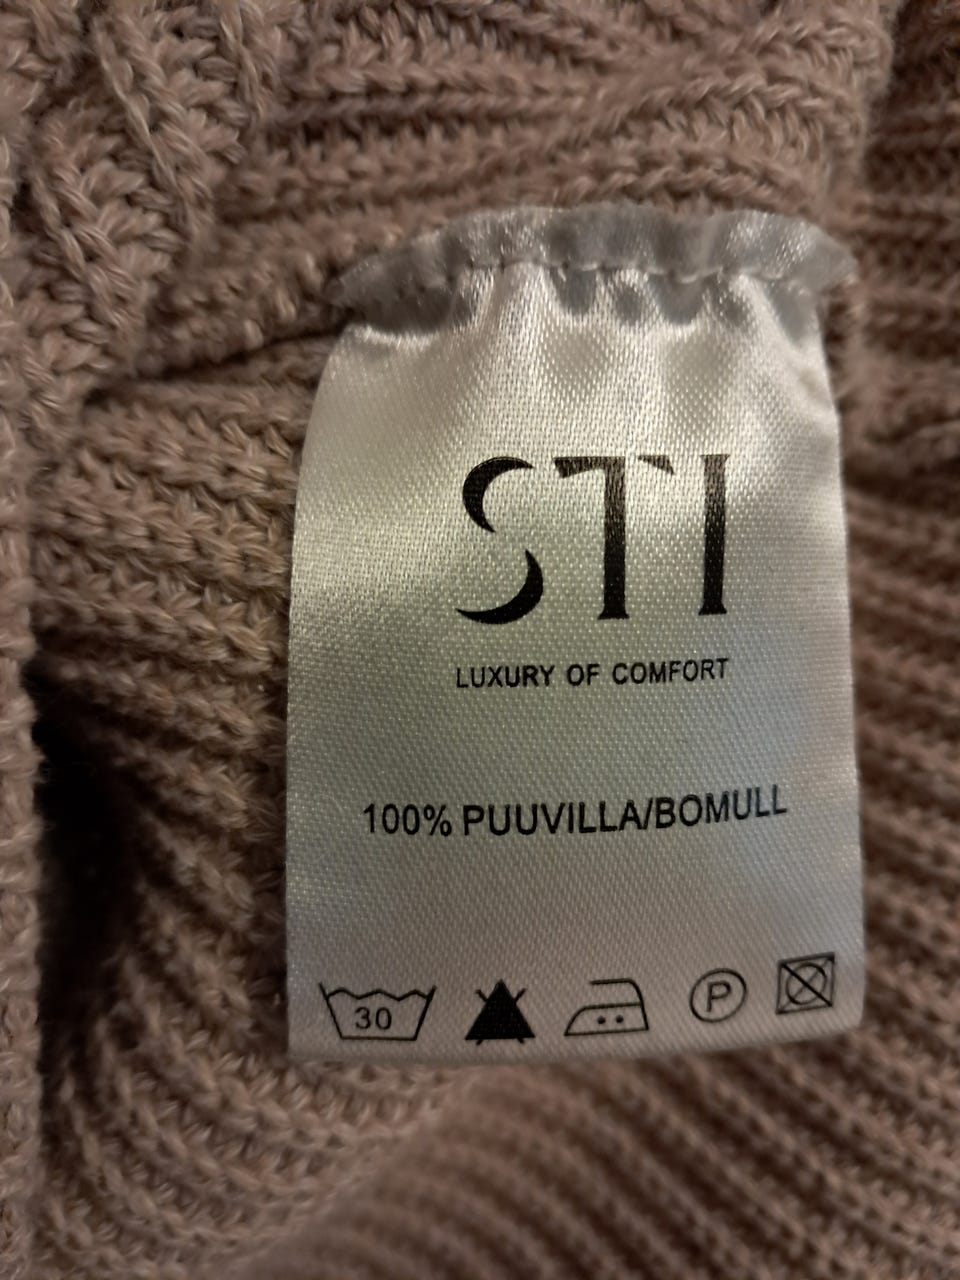 STI
LUXURY OF COMFORT
100% PUUVILLA/BOMULL
30 P